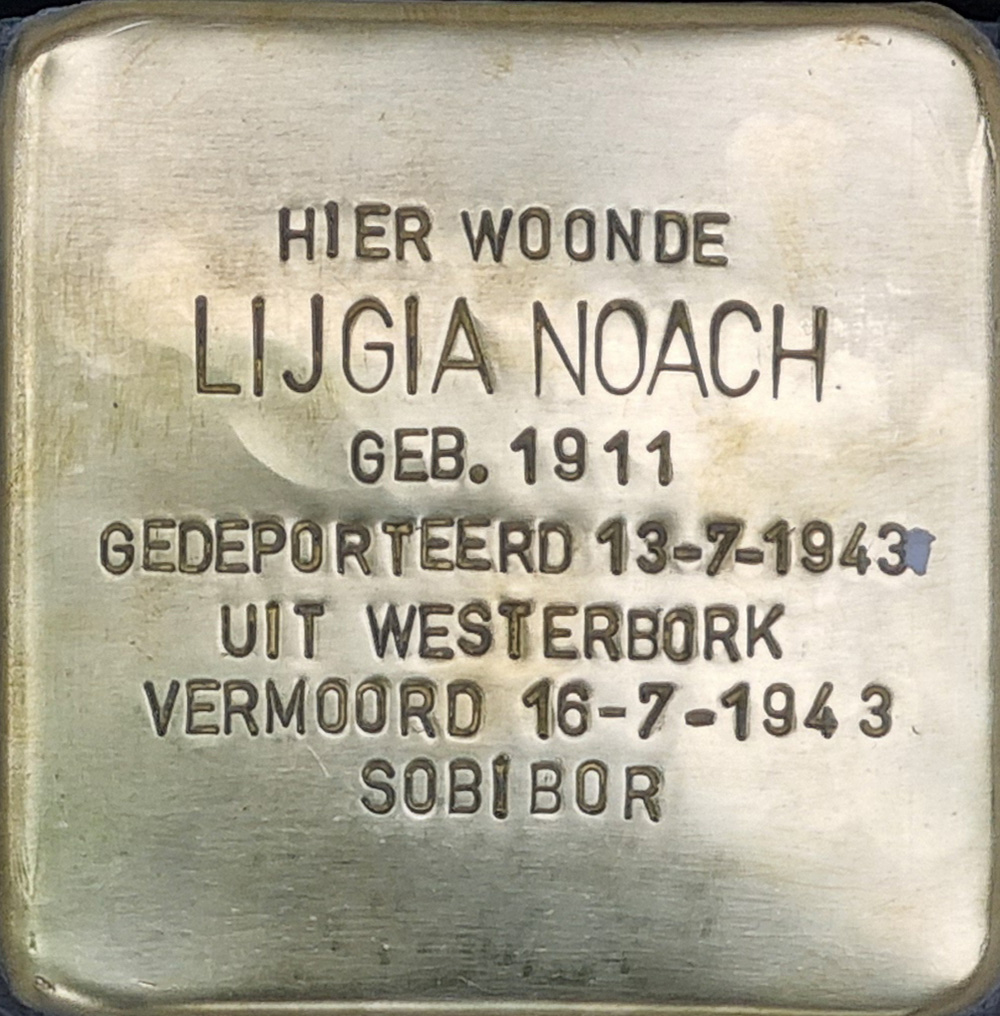 HIER WOONDE
LIJGIA NOACH
GEB. 1911
GEDEPORTEERD 13-7-1943
UIT WESTERBORK
VERMOORD 16-7-1943
SOBIBOR